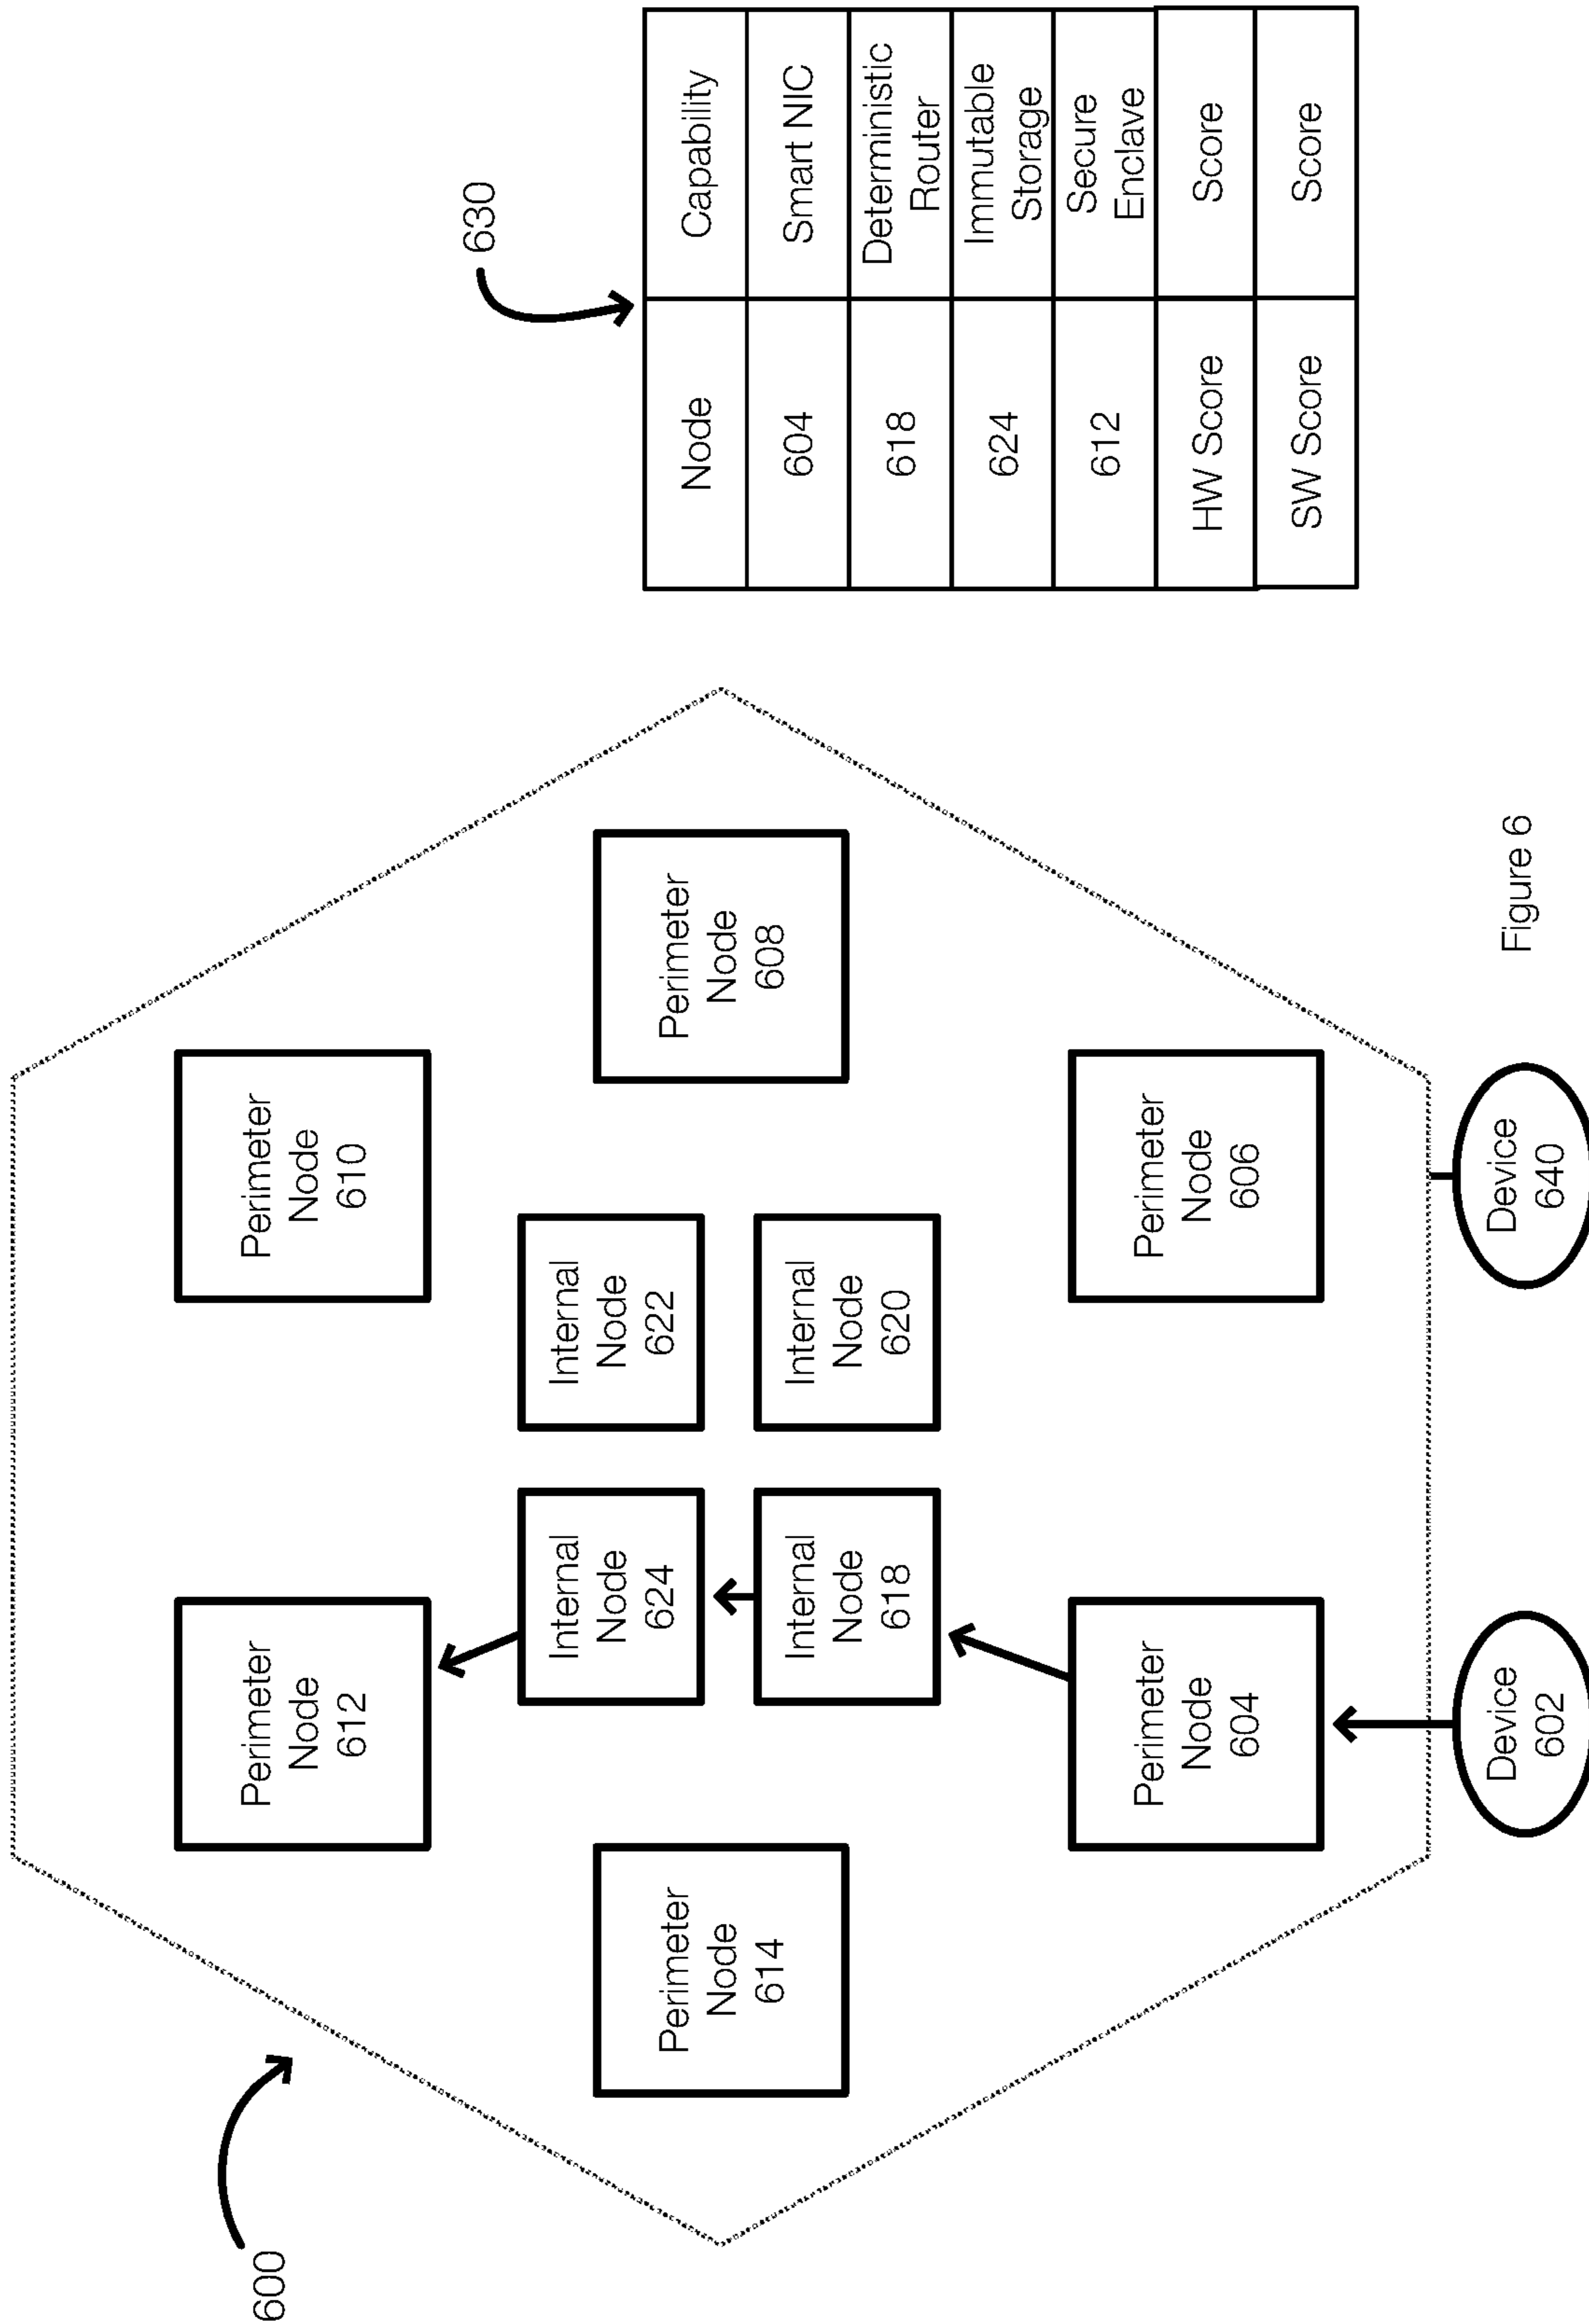 600
Perimeter
Node
612
Perimeter
Node
610
Perimeter
Node
614
Internal
Node
624
Internal
Node
622
Perimeter
Node
608
Internal
Node
618
Internal
Node
620
Perimeter
Node
604
Perimeter
Node
606
Device
602
Device
640
630
Node
Capability
604
Smart NIC
618
Deterministic
Router
624
Immutable
Storage
612
Secure
Enclave
HW Score
Score
SW Score
Score
Figure 6